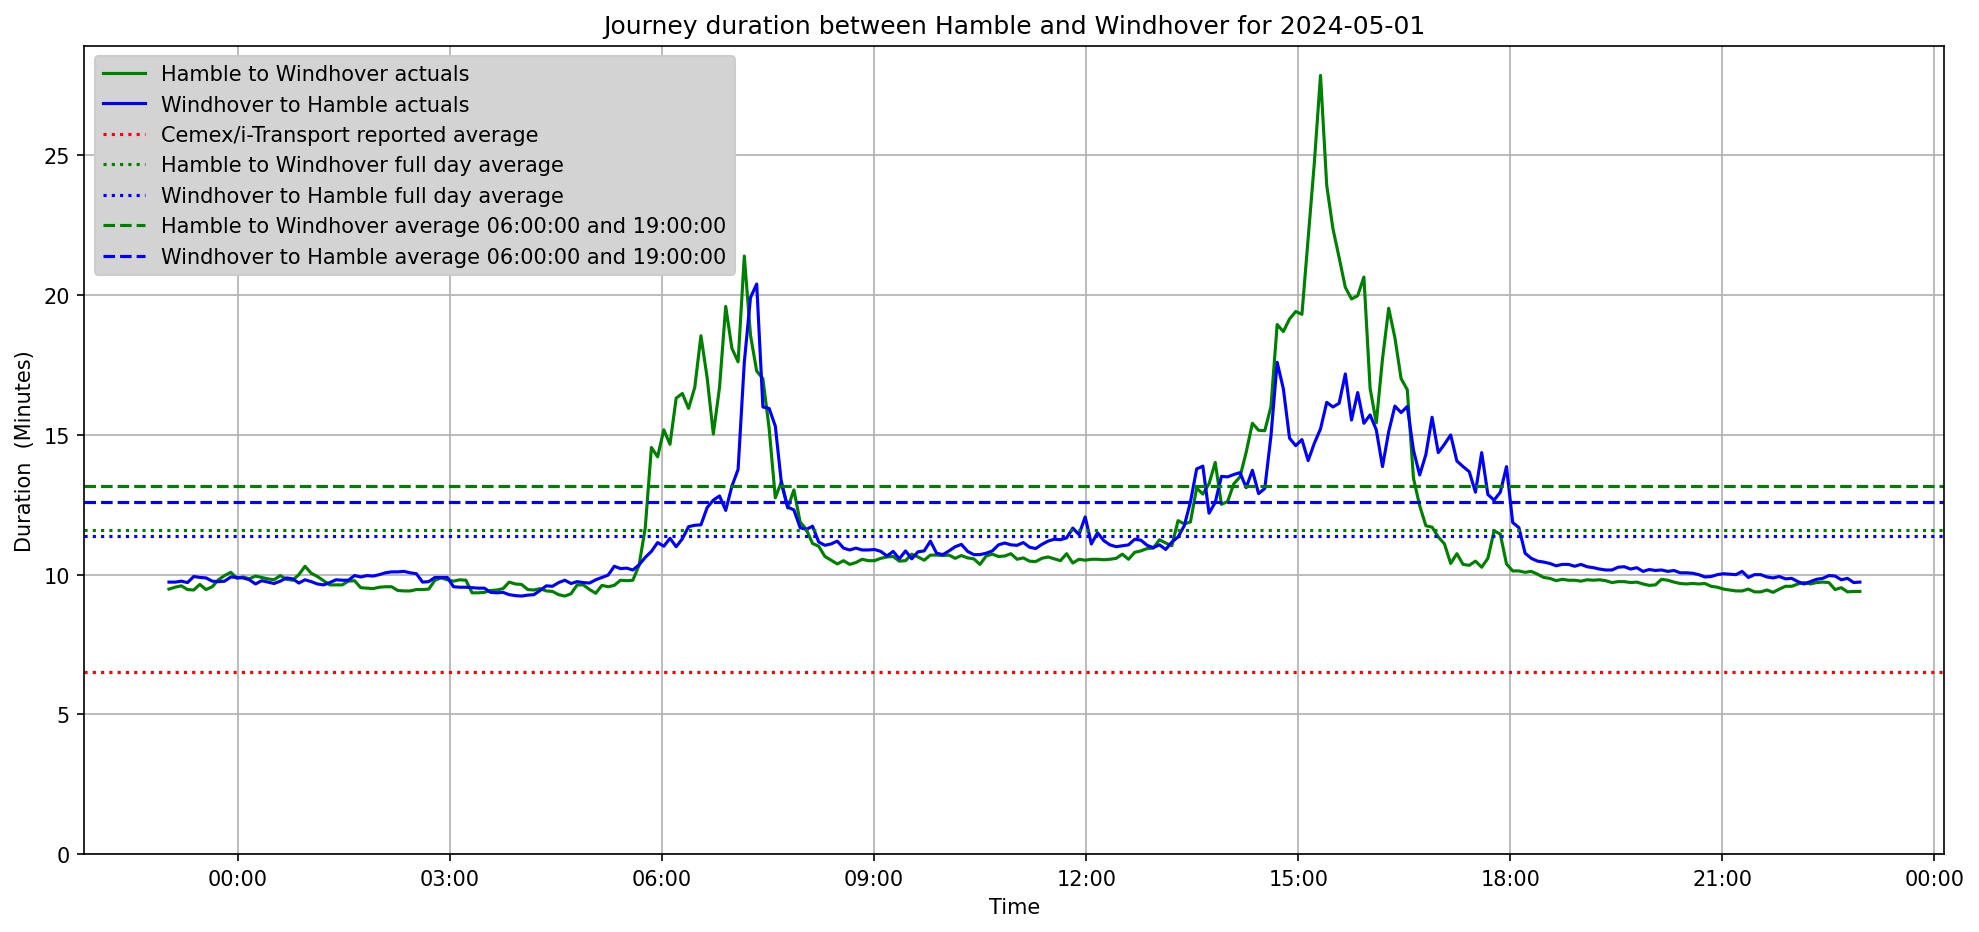 Journey duration between Hamble and Windhover for 2024-05-01
Hamble to Windhover actuals
Windhover to Hamble actuals
Cemex/i-Transport reported average
Hamble to Windhover full day average
Windhover to Hamble full day average
Hamble to Windhover average 06:00:00 and 19:00:00
Windhover to Hamble average 06:00:00 and 19:00:00
Duration (Minutes)
25
20
15
10
5
0
00:00 03:00 06:00 09:00 12:00 15:00 18:00 21:00 00:00
Time